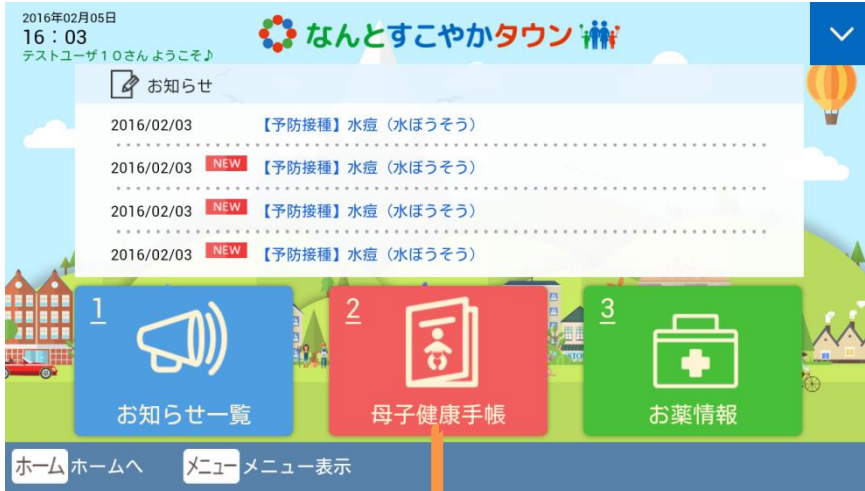 2016年02月05日
16：03
テストユーザ10さん ようこそ♪
なんとすこやかタウン
お知らせ
2016/02/03 【予防接種】水痘（水ぼうそう）
2016/02/03 NEW 【予防接種】水痘（水ぼうそう）
2016/02/03 NEW 【予防接種】水痘（水ぼうそう）
2016/02/03 NEW 【予防接種】水痘（水ぼうそう）
1
お知らせ一覧
2
母子健康手帳
3
お薬情報
ホーム ホームへ メニュー メニュー表示